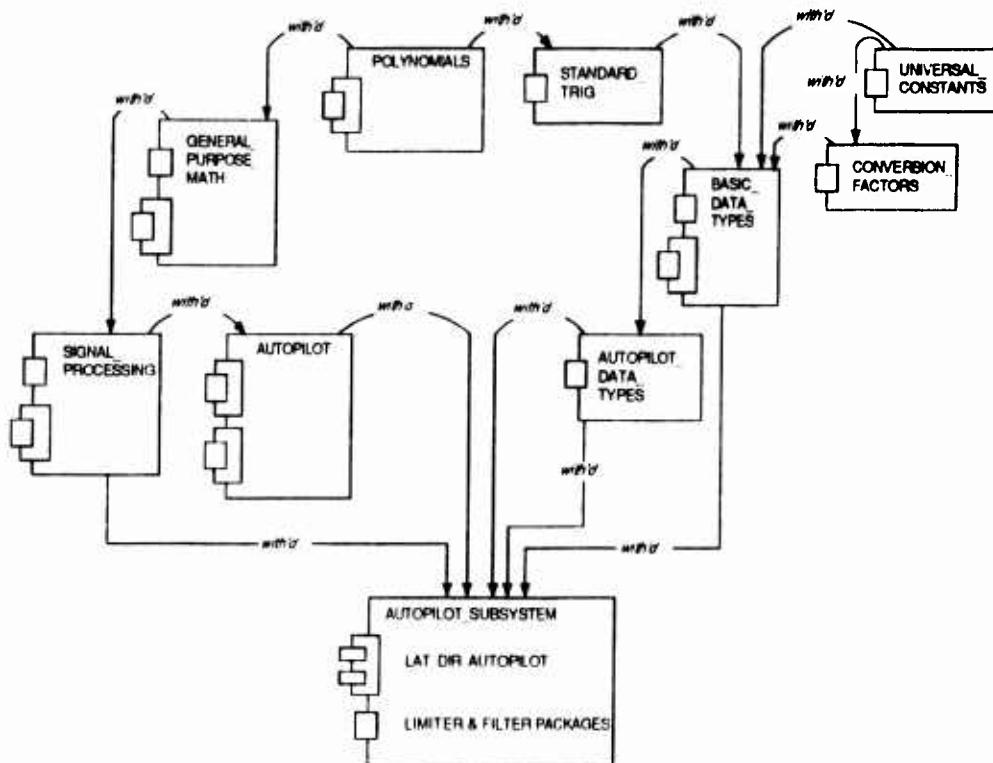 with'd
with'd
with'd
with'd
POLYNOMIALS
STANDARD
TRIG
UNIVERSAL_
CONSTANTS
with'd
with'd
with'd
with'd
GENERAL_
PURPOSE_
MATH
BASIC_
DATA_
TYPES
CONVERSION_
FACTORS
with'd
with'd
with'd
with'd
SIGNAL_
PROCESSING
AUTOPILOT
AUTOPILOT_
DATA_
TYPES
with'd
with'd
with'd
AUTOPILOT_SUBSYSTEM
LAT DIR AUTOPILOT
LIMITER & FILTER PACKAGES